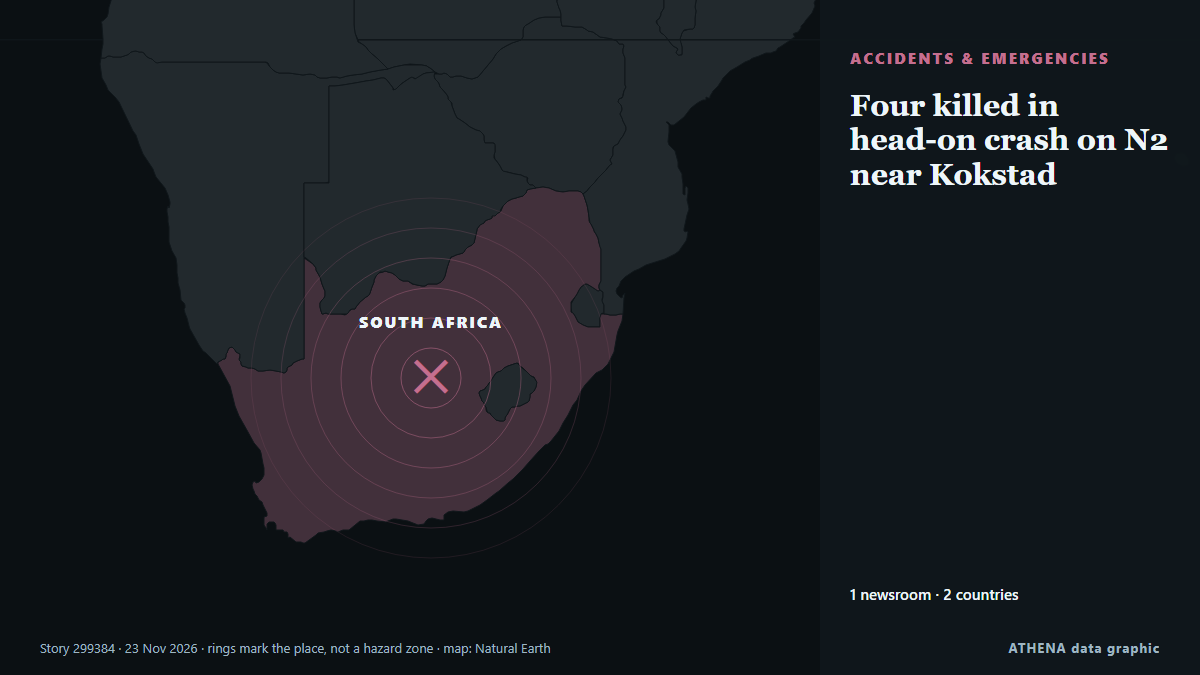 ACCIDENTS & EMERGENCIES
Four killed in
head-on crash on N2
near Kokstad
SOUTH AFRICA
1 newsroom · 2 countries
Story 299384 · 23 Nov 2026 · rings mark the place, not a hazard zone · map: Natural Earth
ATHENA data graphic